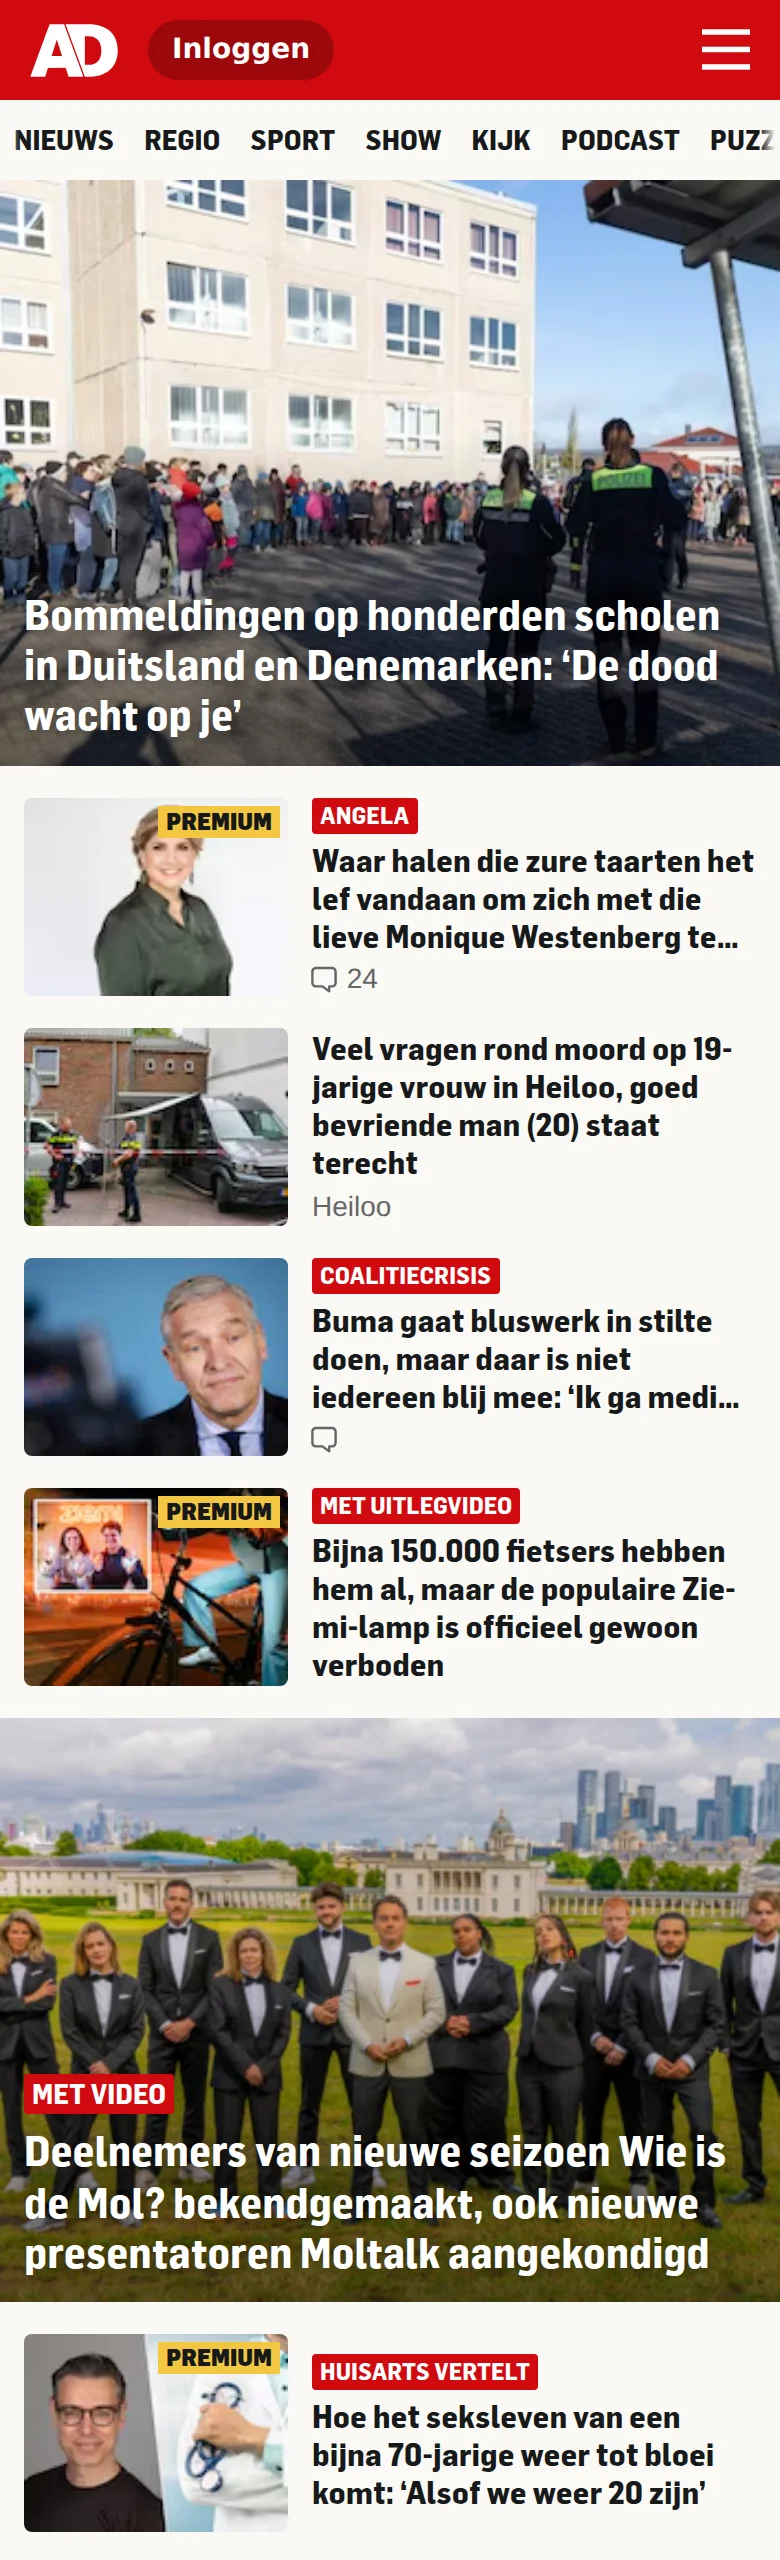 AD
Inloggen
NIEUWS REGIO SPORT SHOW KIJK PODCAST PUZZ
POLIZEI
Bommeldingen op honderden scholen
in Duitsland en Denemarken: ‘De dood
wacht op je’
PREMIUM
ANGELA
Waar halen die zure taarten het
lef vandaan om zich met die
lieve Monique Westenberg te...
24
Veel vragen rond moord op 19-
jarige vrouw in Heiloo, goed
bevriende man (20) staat
terecht
Heiloo
COALITIECRISIS
Buma gaat bluswerk in stilte
doen, maar daar is niet
iedereen blij mee: ‘Ik ga medi...
PREMIUM
MET UITLEGVIDEO
Bijna 150.000 fietsers hebben
hem al, maar de populaire Zie-
mi-lamp is officieel gewoon
verboden
MET VIDEO
Deelnemers van nieuwe seizoen Wie is
de Mol? bekendgemaakt, ook nieuwe
presentatoren Moltalk aangekondigd
PREMIUM
HUISARTS VERTELT
Hoe het seksleven van een
bijna 70-jarige weer tot bloei
komt: ‘Alsof we weer 20 zijn’